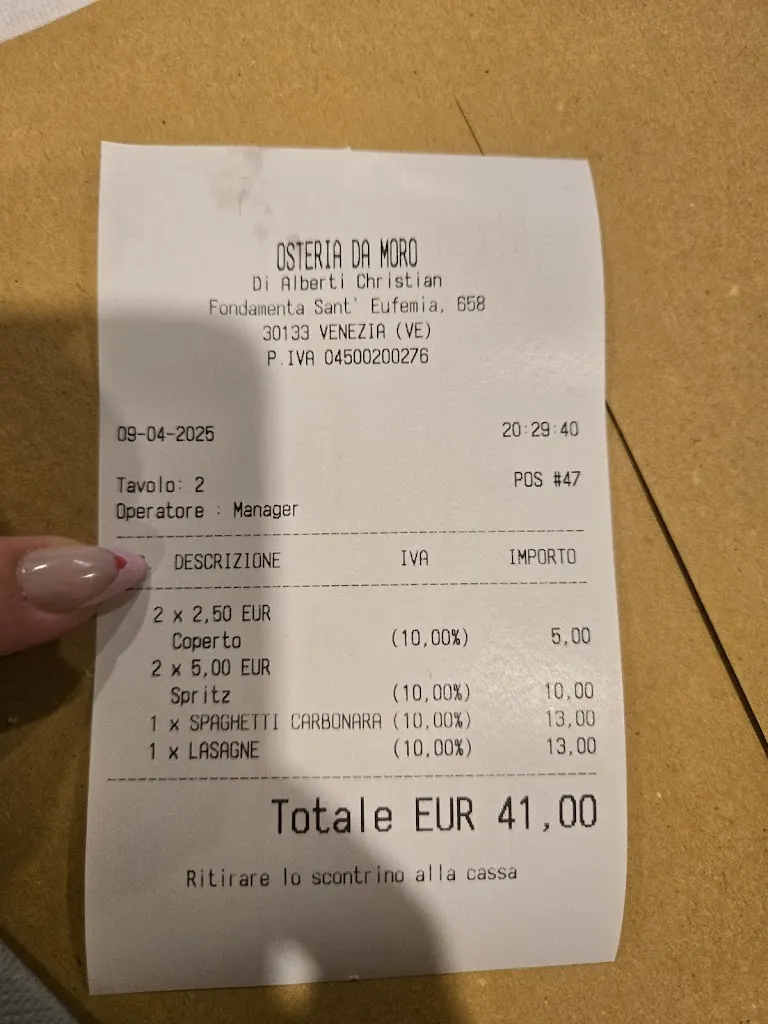 OSTERIA DA MORO
Di Alberti Christian
Fondamenta Sant' Eufemia, 658
30133 VENEZIA (VE)
P.IVA 04500200276
09-04-2025 20:29:40
Tavolo: 2 POS #47
Operatore : Manager
DESCRIZIONE IVA IMPORTO
2 x 2,50 EUR
Coperto (10,00%) 5,00
2 x 5,00 EUR
Spritz (10,00%) 10,00
1 x SPAGHETTI CARBONARA (10,00%) 13,00
1 x LASAGNE (10,00%) 13,00
Totale EUR 41,00
Ritirare lo scontrino alla cassa